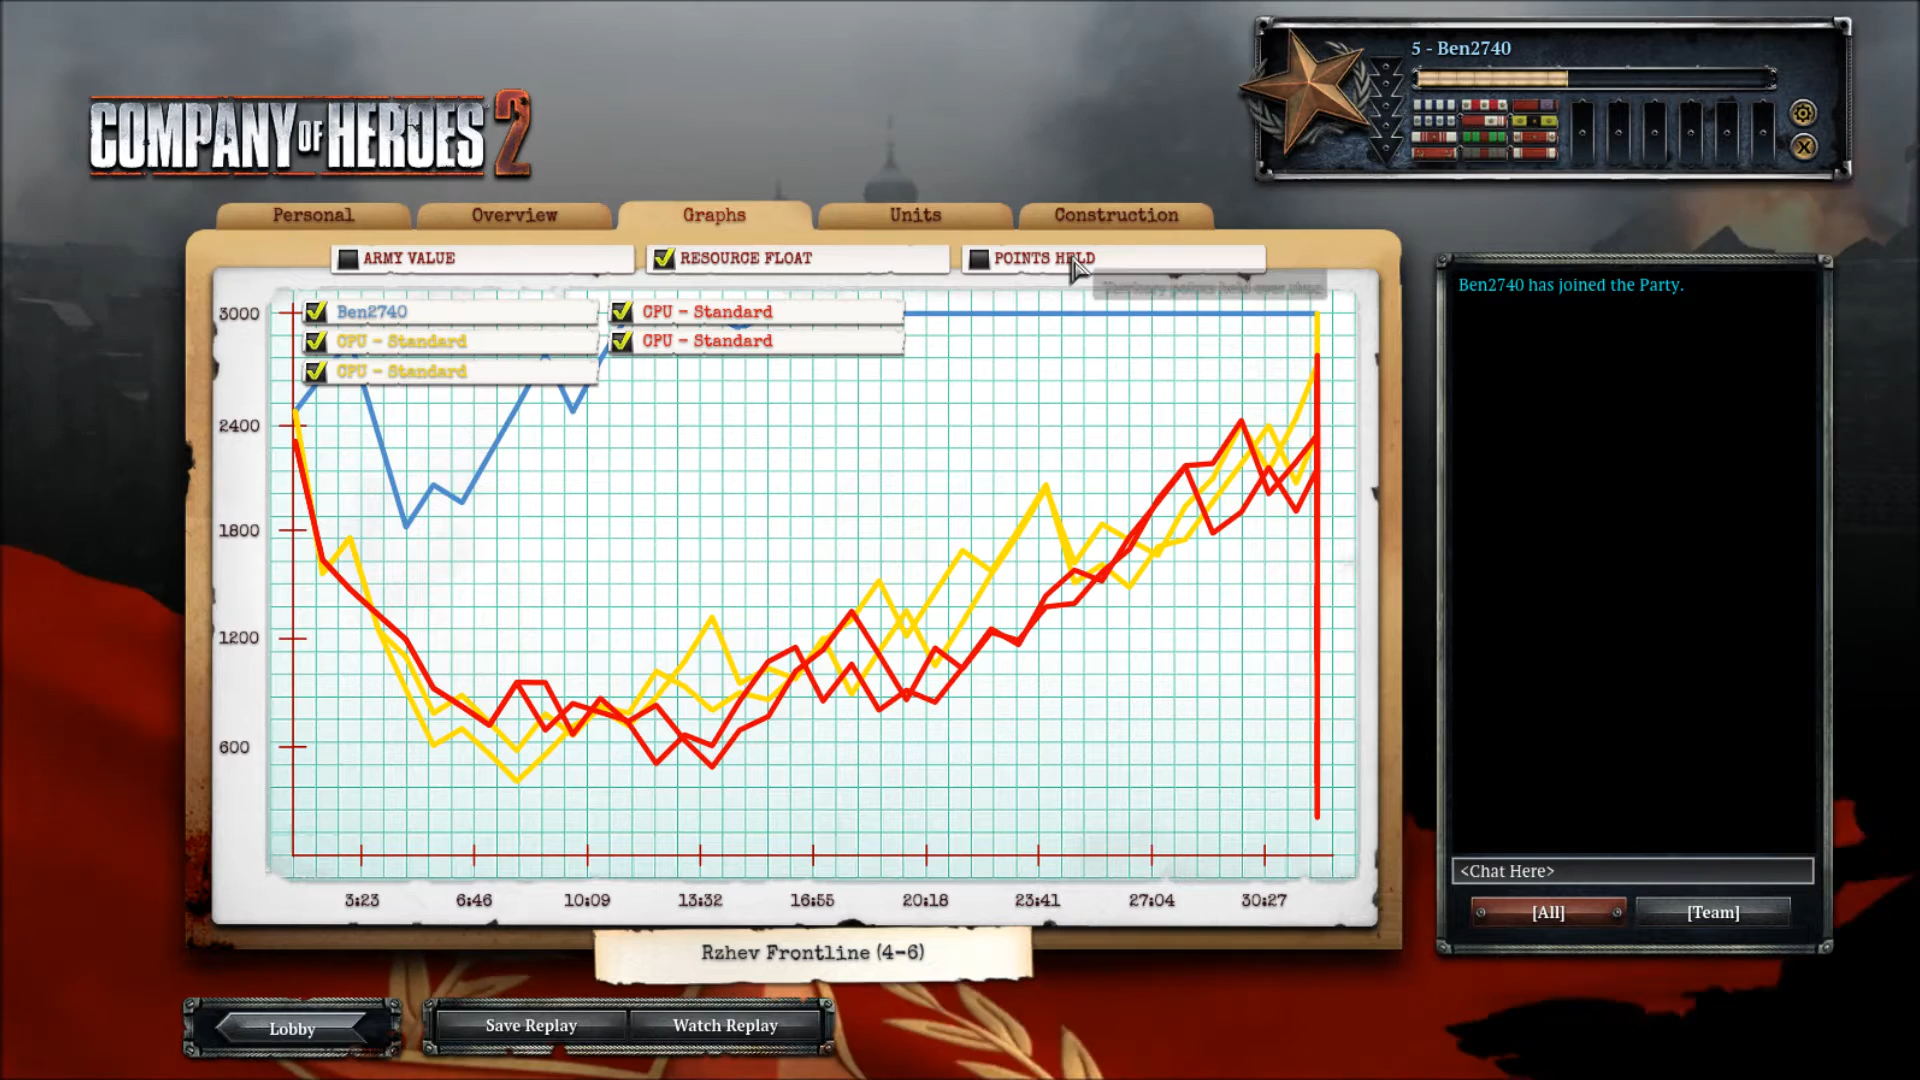 5 - Ben2740
COMPANY OF HEROES 2
Personal
Overview
Graphs
Units
Construction
ARMY VALUE
RESOURCE FLOAT
POINTS HELD
Ben2740 has joined the Party.
3000
Ben2740
CPU - Standard
CPU - Standard
CPU - Standard
CPU - Standard
2400
1800
1200
600
3:23
6:46
10:09
13:32
16:55
20:18
23:41
27:04
30:27
<Chat Here>
[All]
[Team]
Rzhev Frontline (4-6)
Lobby
Save Replay
Watch Replay